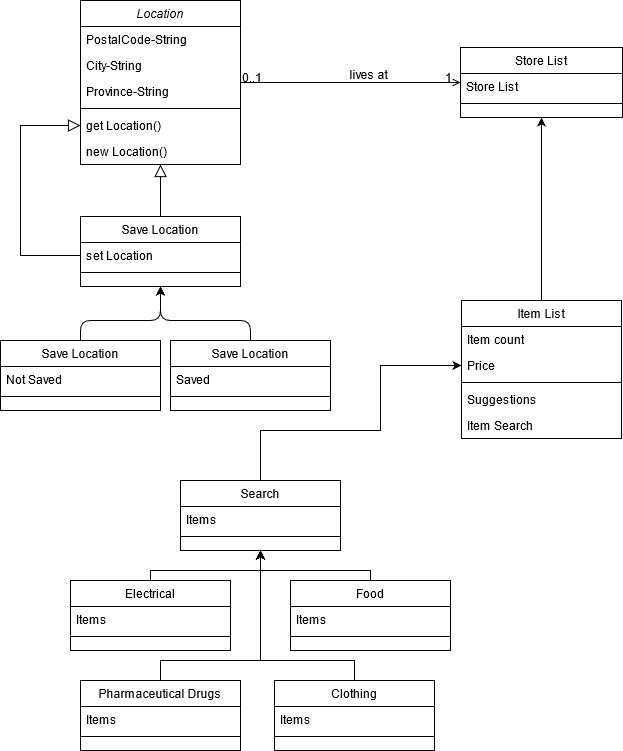 Location
PostalCode-String
City-String
Province-String
get Location()
new Location()
0..1
lives at
1
Store List
Store List
Save Location
set Location
Save Location
Not Saved
Save Location
Saved
Item List
Item count
Price
Suggestions
Item Search
Search
Items
Electrical
Items
Food
Items
Pharmaceutical Drugs
Items
Clothing
Items